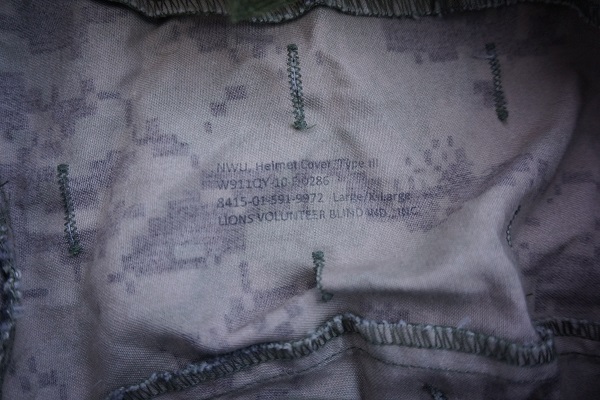 NWU, Helmet Cover, Type III
W911QY-10-P-0286
8415-01-591-9972 Large/X-Large
LIONS VOLUNTEER BLIND IND., INC.